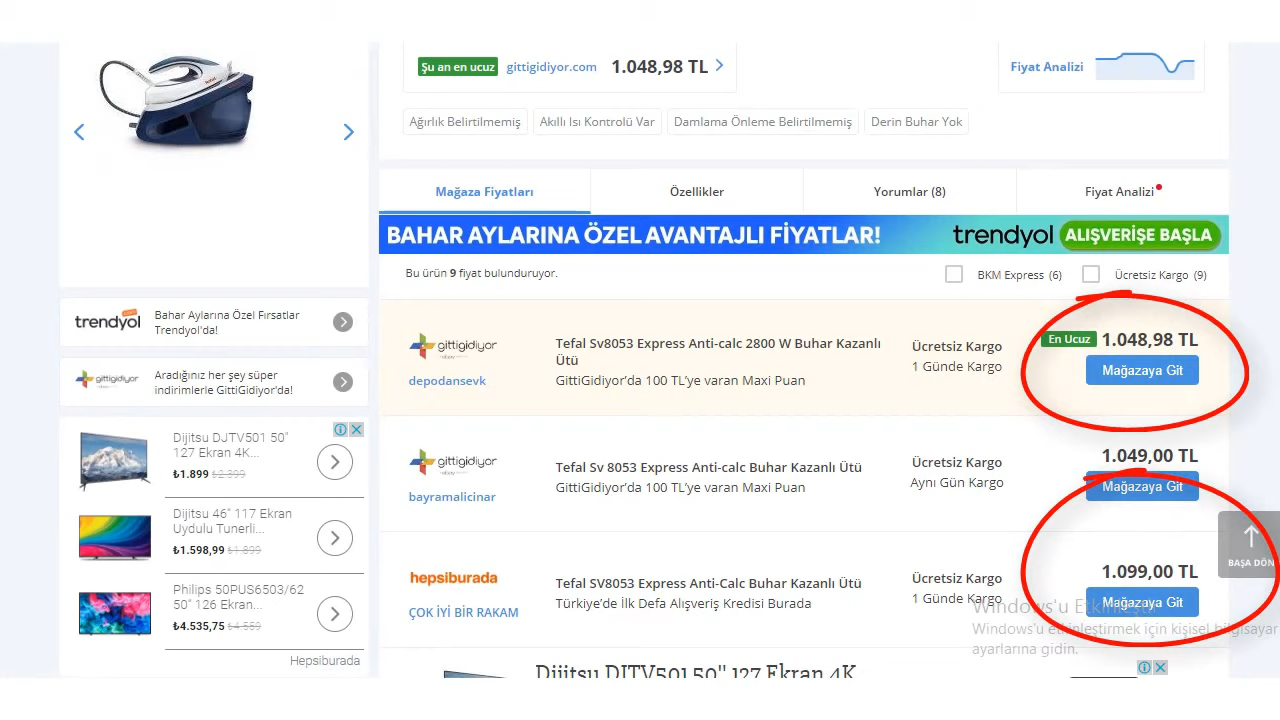 Şu an en ucuz gittigidiyor.com 1.048,98 TL
Fiyat Analizi
Ağırlık Belirtilmemiş Akıllı Isı Kontrolü Var Damlama Önleme Belirtilmemiş Derin Buhar Yok
Mağaza Fiyatları Özellikler Yorumlar (8) Fiyat Analizi
BAHAR AYLARINA ÖZEL AVANTAJLI FİYATLAR! trendyol ALIŞVERİŞE BAŞLA
Bu ürün 9 fiyat bulunduruyor.
BKM Express (6) Ücretsiz Kargo (9)
trendyol
Bahar Aylarına Özel Fırsatlar
Trendyol'da!
gittigidiyor
Aradığınız her şey süper
indirimlerle GittiGidiyor'da!
Dijitsu DJTV501 50"
127 Ekran 4K...
₺1.899 ₺2.399
Dijitsu 46" 117 Ekran
Uydulu Tunerli...
₺1.598,99 ₺1.899
Philips 50PUS6503/62
50" 126 Ekran...
₺4.535,75 ₺4.559
Hepsiburada
gittigidiyor
depodansevk
Tefal Sv8053 Express Anti-calc 2800 W Buhar Kazanlı
Ütü
GittiGidiyor'da 100 TL'ye varan Maxi Puan
Ücretsiz Kargo
1 Günde Kargo
En Ucuz 1.048,98 TL
Mağazaya Git
gittigidiyor
bayramalicinar
Tefal Sv 8053 Express Anti-calc Buhar Kazanlı Ütü
GittiGidiyor'da 100 TL'ye varan Maxi Puan
Ücretsiz Kargo
Aynı Gün Kargo
1.049,00 TL
Mağazaya Git
hepsiburada
ÇOK İYİ BİR RAKAM
Tefal SV8053 Express Anti-Calc Buhar Kazanlı Ütü
Türkiye'de İlk Defa Alışveriş Kredisi Burada
Ücretsiz Kargo
1 Günde Kargo
1.099,00 TL
Mağazaya Git
BAŞA DÖN
Windows'u Etkinleştir
Windows'u etkinleştirmek için kişisel bilgisayar
ayarlarına gidin.
Dijitsu DJTV501 50" 127 Ekran 4K